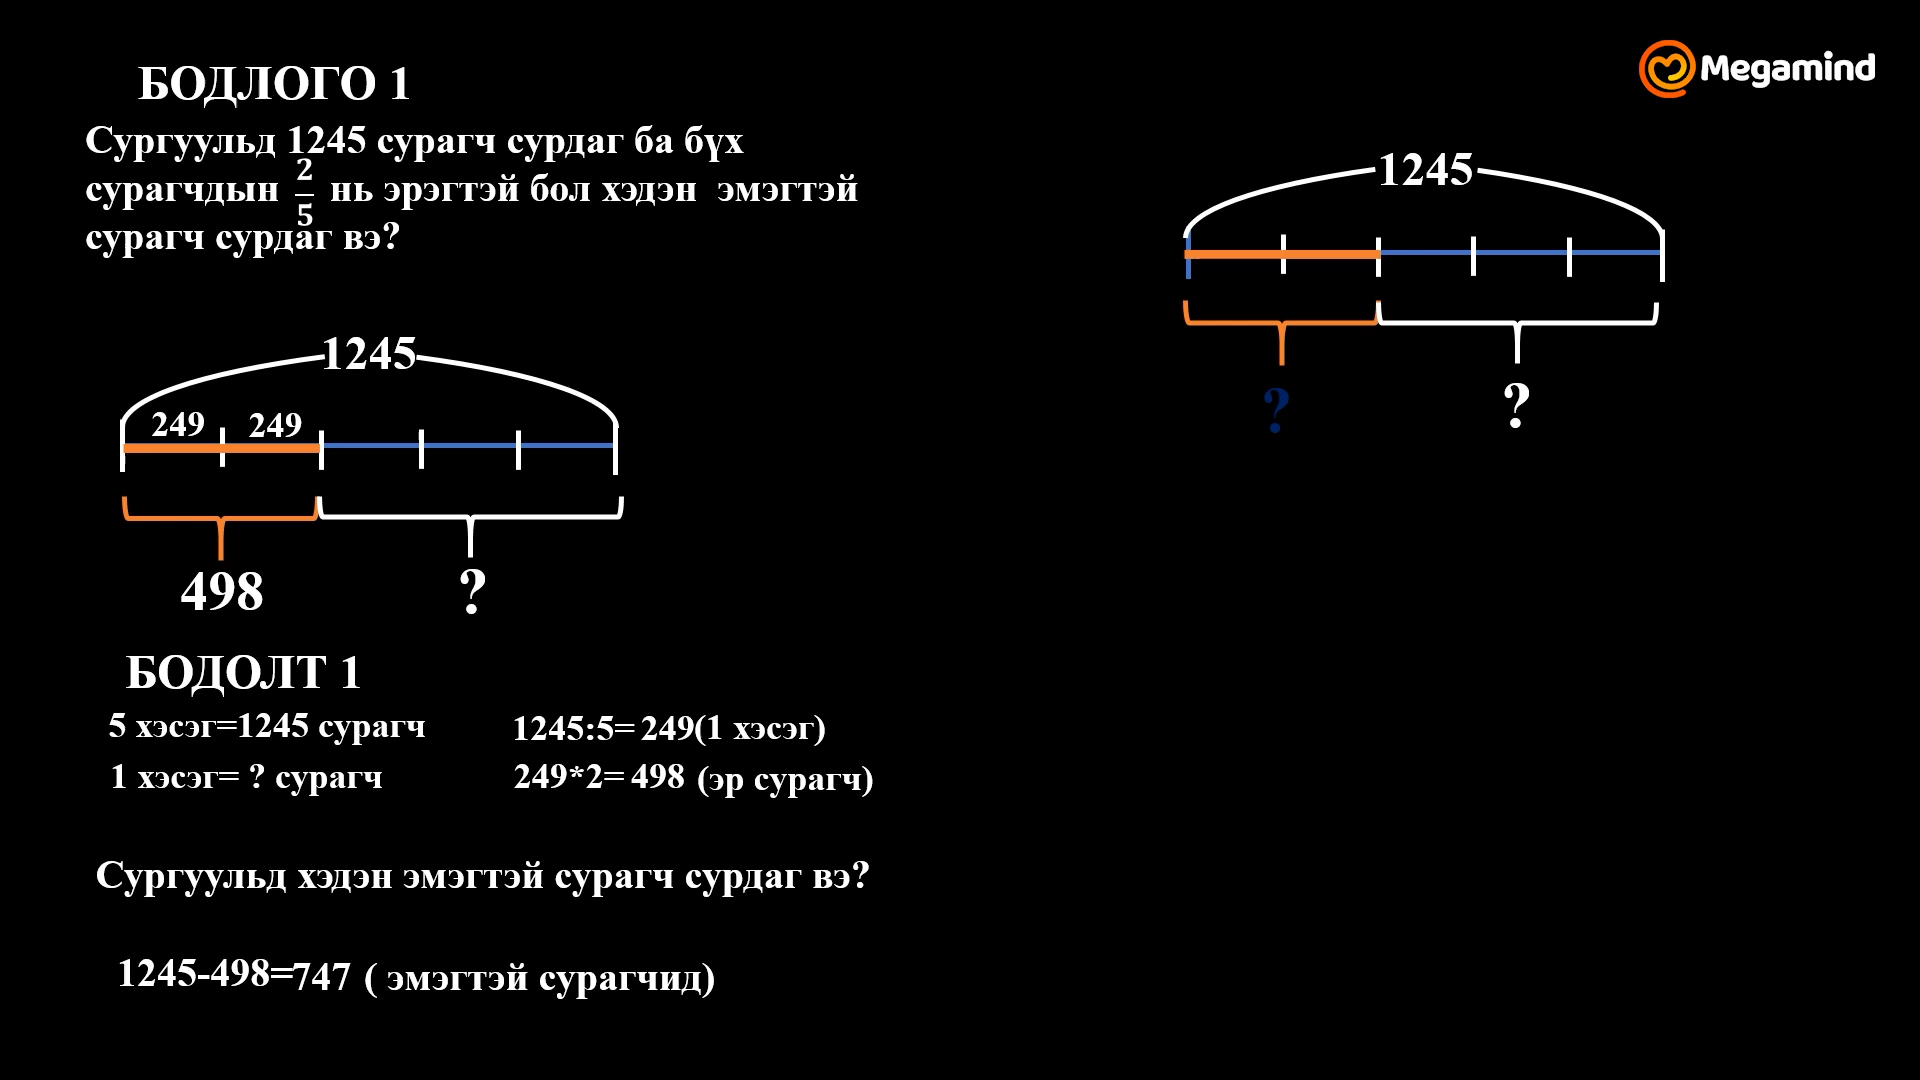 БОДЛОГО 1
Megamind
Сургуульд 1245 сурагч сурдаг ба бүх
сурагчдын 2/5 нь эрэгтэй бол хэдэн эмэгтэй
сурагч сурдаг вэ?
1245
?
?
1245
249 249
498
?
БОДОЛТ 1
5 хэсэг=1245 сурагч
1245:5= 249(1 хэсэг)
1 хэсэг= ? сурагч
249*2= 498 (эр сурагч)
Сургуульд хэдэн эмэгтэй сурагч сурдаг вэ?
1245-498=747 ( эмэгтэй сурагчид)